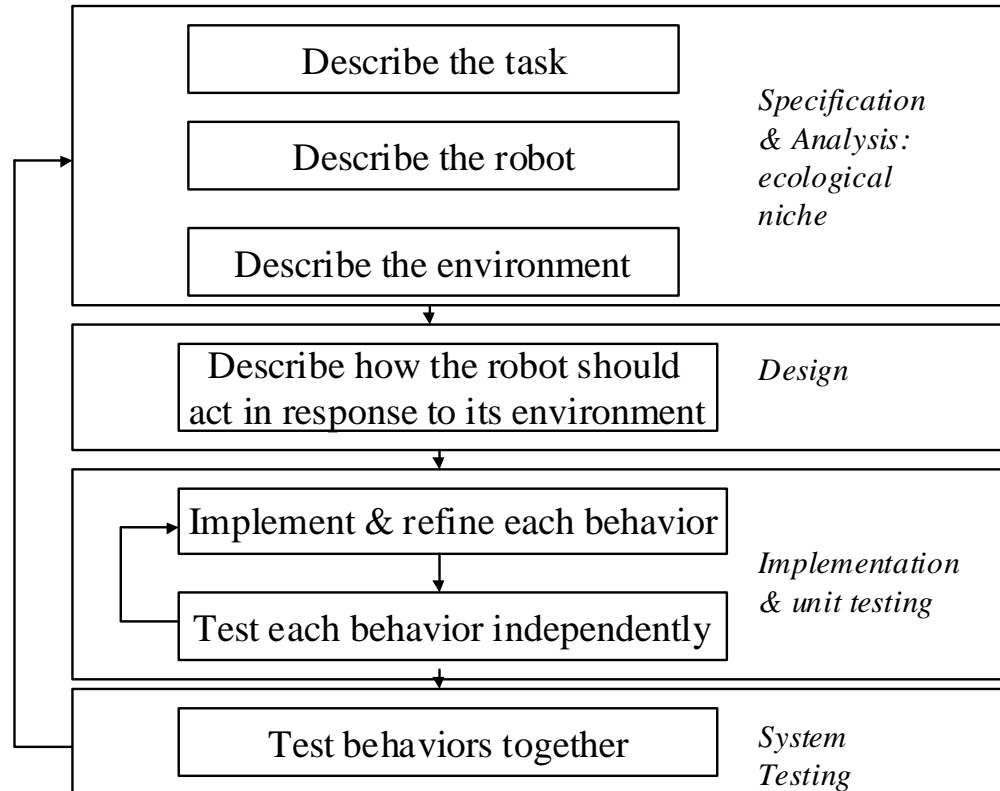 Describe the task
Describe the robot
Describe the environment
Specification
& Analysis:
ecological
niche
Describe how the robot should
act in response to its environment
Design
Implement & refine each behavior
Test each behavior independently
Implementation
& unit testing
Test behaviors together
System
Testing